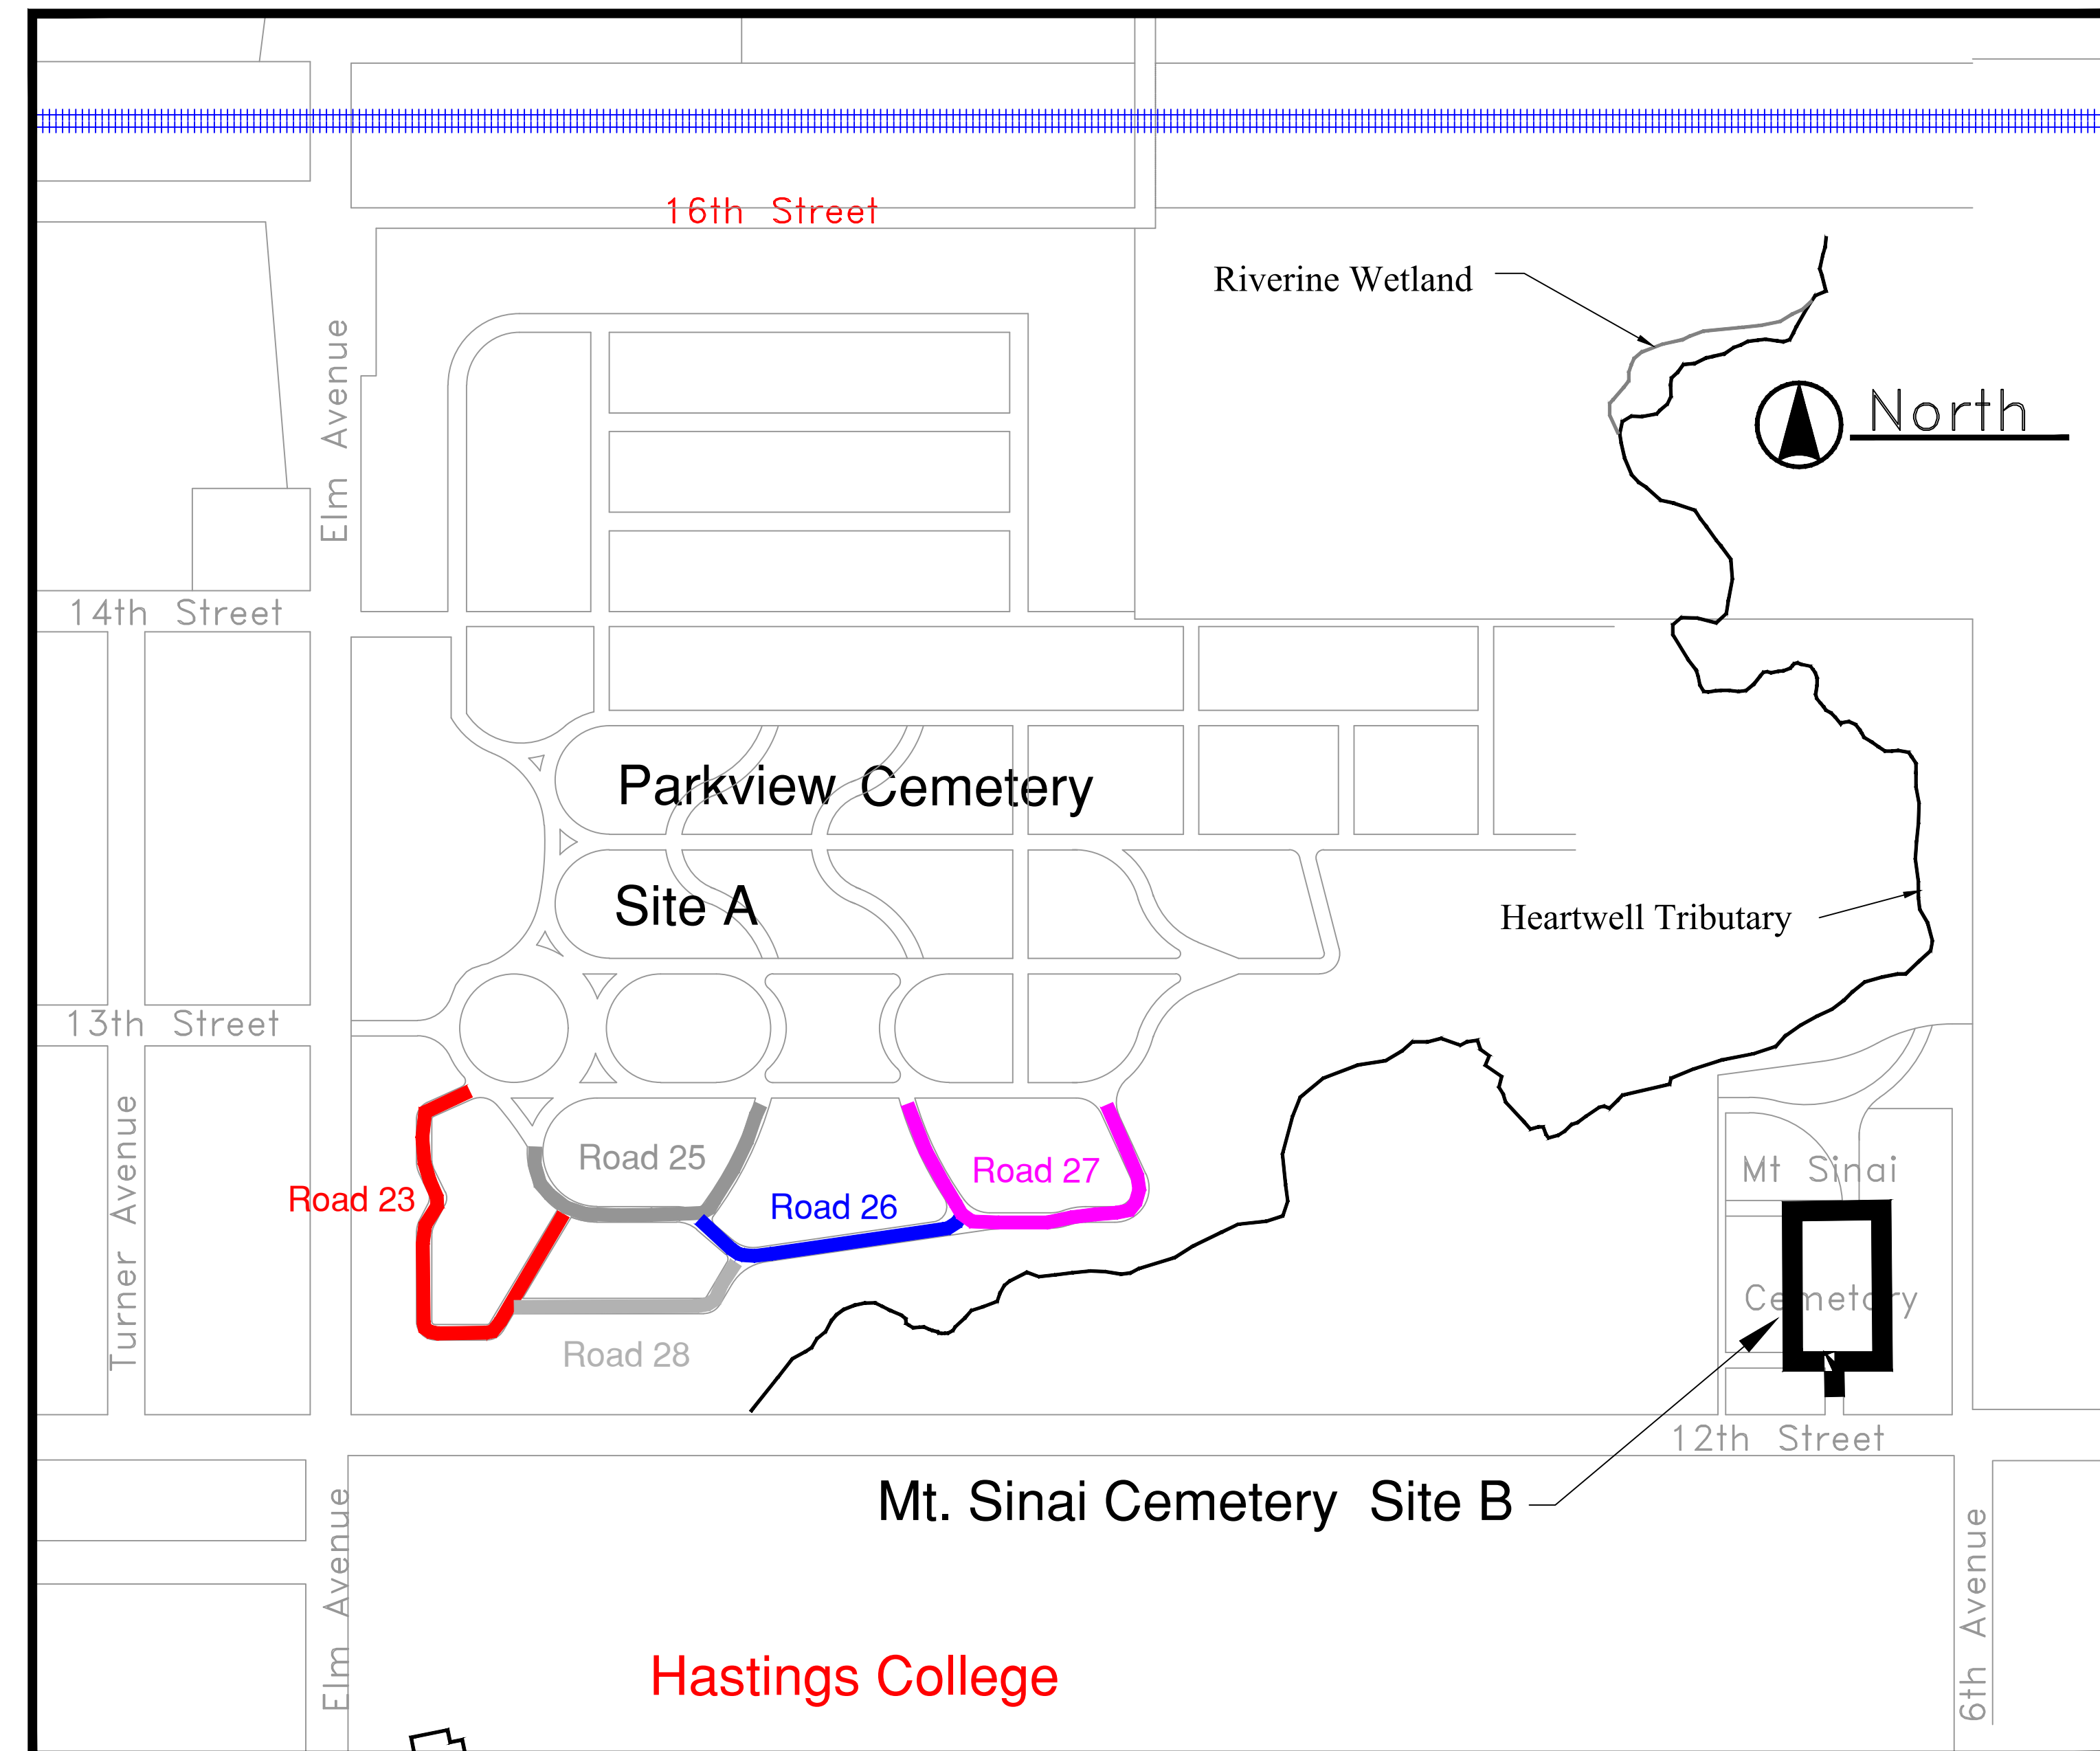 16th Street
Riverine Wetland
North
Elm Avenue
14th Street
Parkview Cemetery
Site A
Heartwell Tributary
13th Street
Turner Avenue
Road 23
Road 25
Road 26
Road 27
Road 28
Mt Sinai
Cemetary
12th Street
Mt. Sinai Cemetery Site B
Elm Avenue
6th Avenue
Hastings College